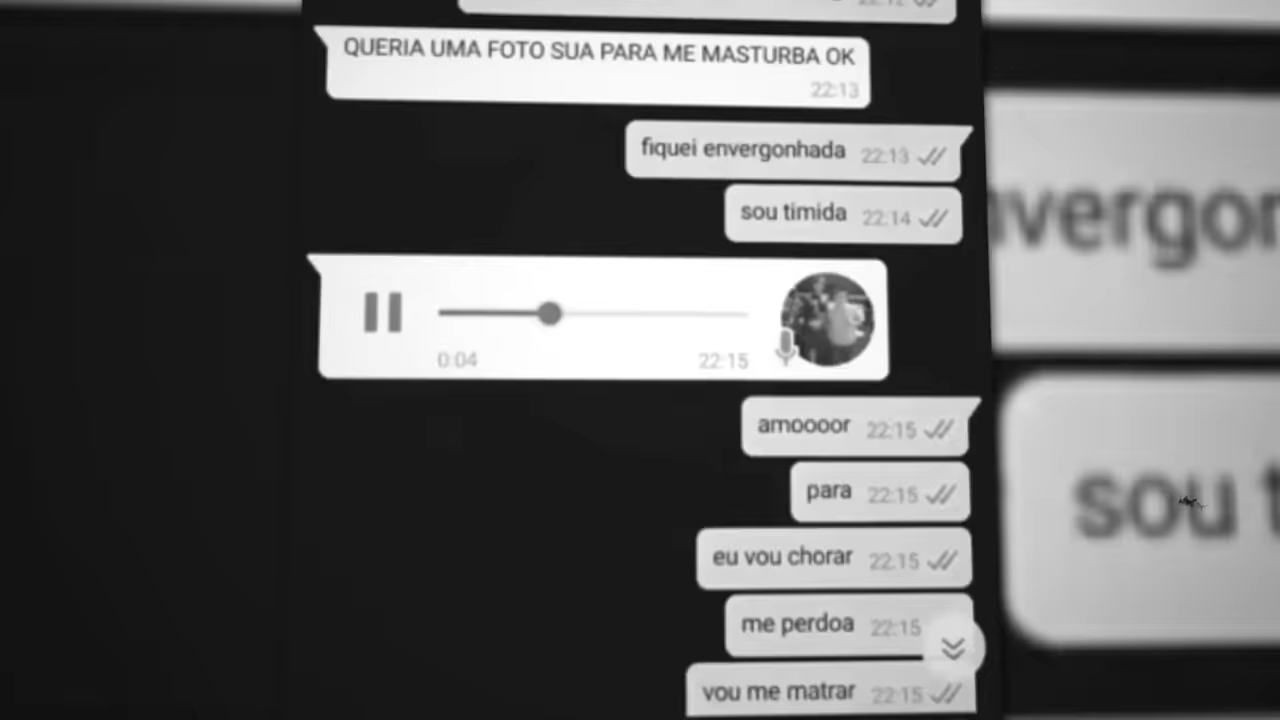 QUERIA UMA FOTO SUA PARA ME MASTURBA OK
22:13
fiquei envergonhada 22:13
sou timida 22:14
0:04 22:15
amoooor 22:15
para 22:15
eu vou chorar 22:15
me perdoa 22:15
vou me matrar 22:15
sou